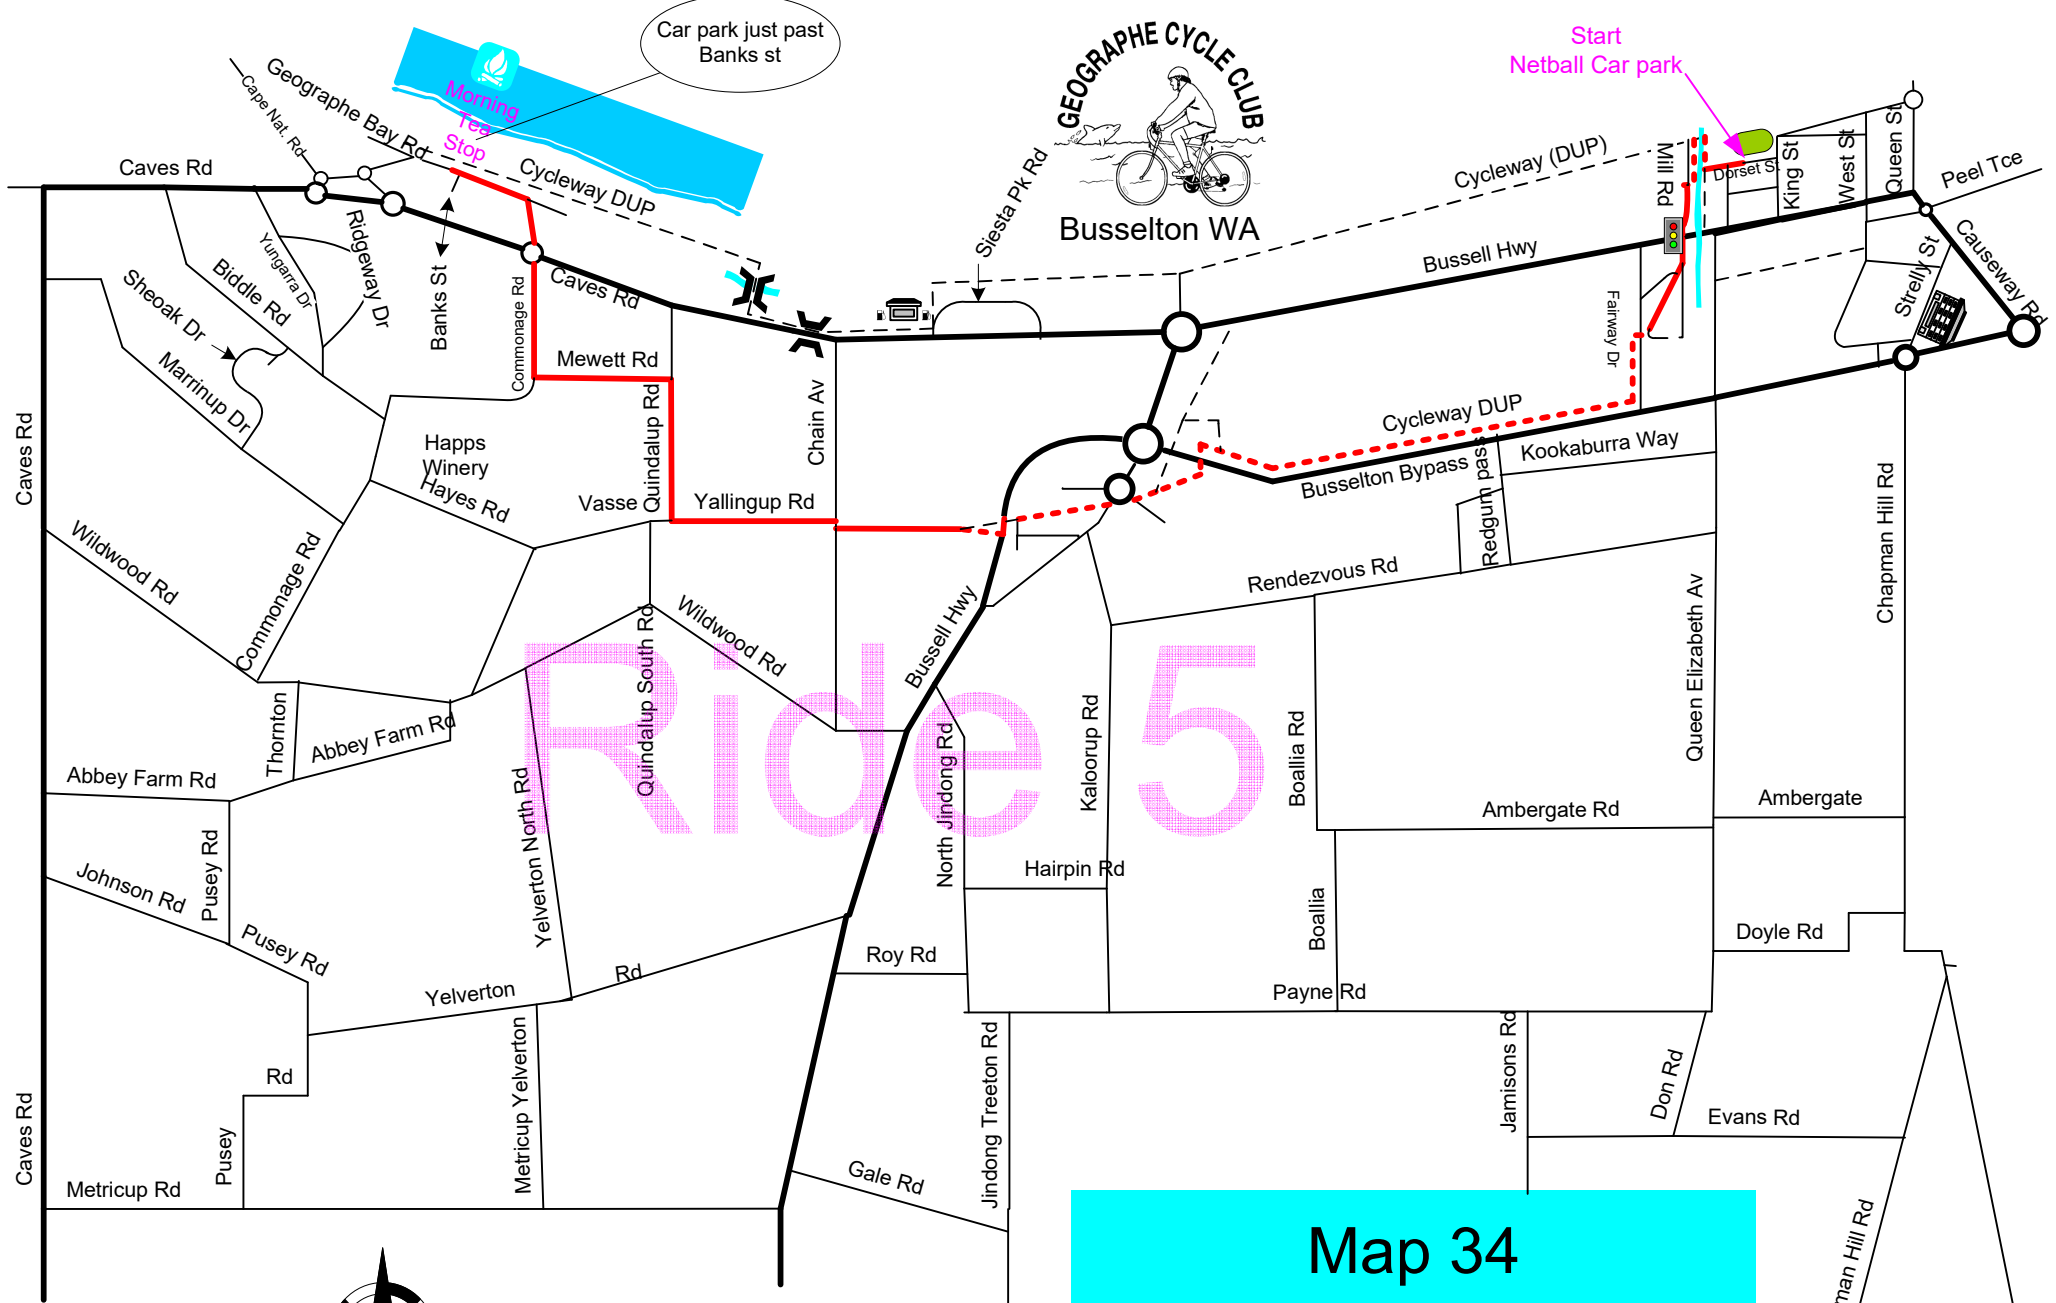 Car park just past
Banks st
GEOGRAPHE CYCLE CLUB
Busselton WA
Start
Netball Car park
Morning
Tea
Stop
Geographe Bay Rd
Cape Nat. Rd
Caves Rd
Cycleway DUP
Cycleway (DUP)
Siesta Pk Rd
Mill Rd
Dorset St
King St
West St
Queen St
Peel Tce
Causeway Rd
Strelly St
Bussell Hwy
Fairway Dr
Ridgeway Dr
Yungarra Dr
Biddle Rd
Sheoak Dr
Marrinup Dr
Banks St
Commonage Rd
Caves Rd
Mewett Rd
Quindalup Rd
Chain Av
Happs
Winery
Hayes Rd
Vasse
Yallingup Rd
Cycleway DUP
Busselton Bypass
Kookaburra Way
Redgum pass
Rendezvous Rd
Chapman Hill Rd
Queen Elizabeth Av
Caves Rd
Wildwood Rd
Commonage Rd
Wildwood Rd
Quindalup South Rd
Bussell Hwy
Ride 5
Thornton
Abbey Farm Rd
Abbey Farm Rd
Yelverton North Rd
North Jindong Rd
Kaloorup Rd
Boallia Rd
Ambergate Rd
Ambergate
Hairpin Rd
Boallia
Johnson Rd
Pusey Rd
Pusey Rd
Yelverton
Rd
Roy Rd
Payne Rd
Doyle Rd
Rd
Pusey
Metricup Yelverton
Jindong Treeton Rd
Jamisons Rd
Don Rd
Evans Rd
Caves Rd
Metricup Rd
Gale Rd
Map 34
man Hill Rd